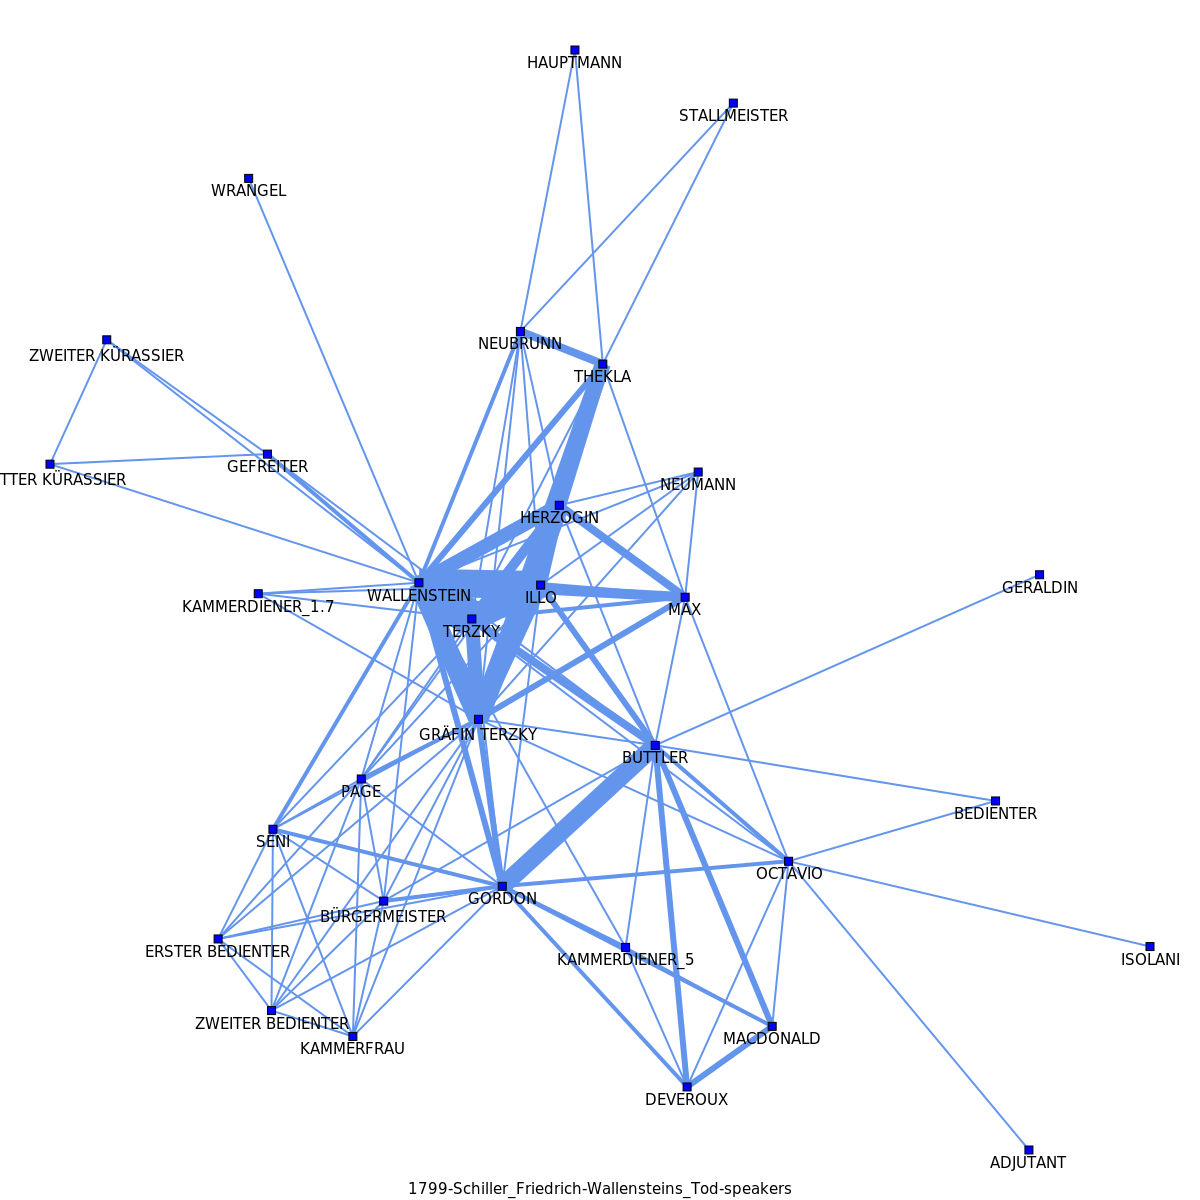 HAUPTMANN
STALLMEISTER
WRANGEL
NEUBRUNN
ZWEITER KÜRASSIER
THEKLA
GEFREITER
TTER KÜRASSIER
NEUMANN
HERZOGIN
GERALDIN
WALLENSTEIN
ILLO
KAMMERDIENER_1.7
MAX
TERZKY
GRÄFIN TERZKY
BUTTLER
PAGE
BEDIENTER
SENI
OCTAVIO
GORDON
BÜRGERMEISTER
ERSTER BEDIENTER
KAMMERDIENER_5
ISOLANI
ZWEITER BEDIENTER
MACDONALD
KAMMERFRAU
DEVEROUX
ADJUTANT
1799-Schiller_Friedrich-Wallensteins_Tod-speakers